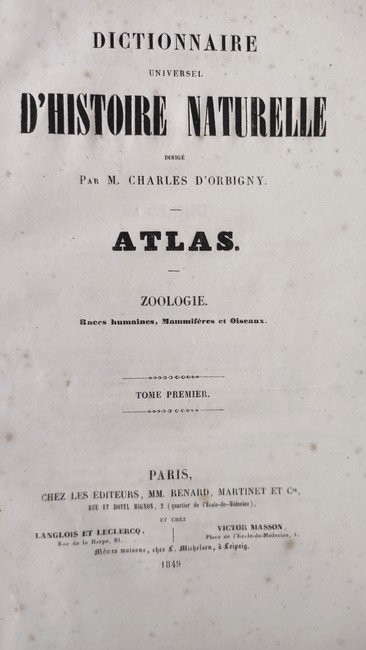 DICTIONNAIRE
UNIVERSEL
D'HISTOIRE NATURELLE
DIRIGÉ
PAR M. CHARLES D'ORBIGNY.
ATLAS.
ZOOLOGIE.
Races humaines, Mammifères et Oiseaux.
TOME PREMIER.
PARIS,
CHEZ LES ÉDITEURS, MM. RENARD, MARTINET ET Cie,
RUE ET HOTEL MIGNON, 2 (quartier de l'École-de-Médecine),
ET CHEZ
LANGLOIS ET LECLERCQ,
Rue de la Harpe, 81.
VICTOR MASSON,
Place de l'École-de-Médecine, 1.
Mêmes maisons, chez L. Michelsen, à Leipzig.
1849